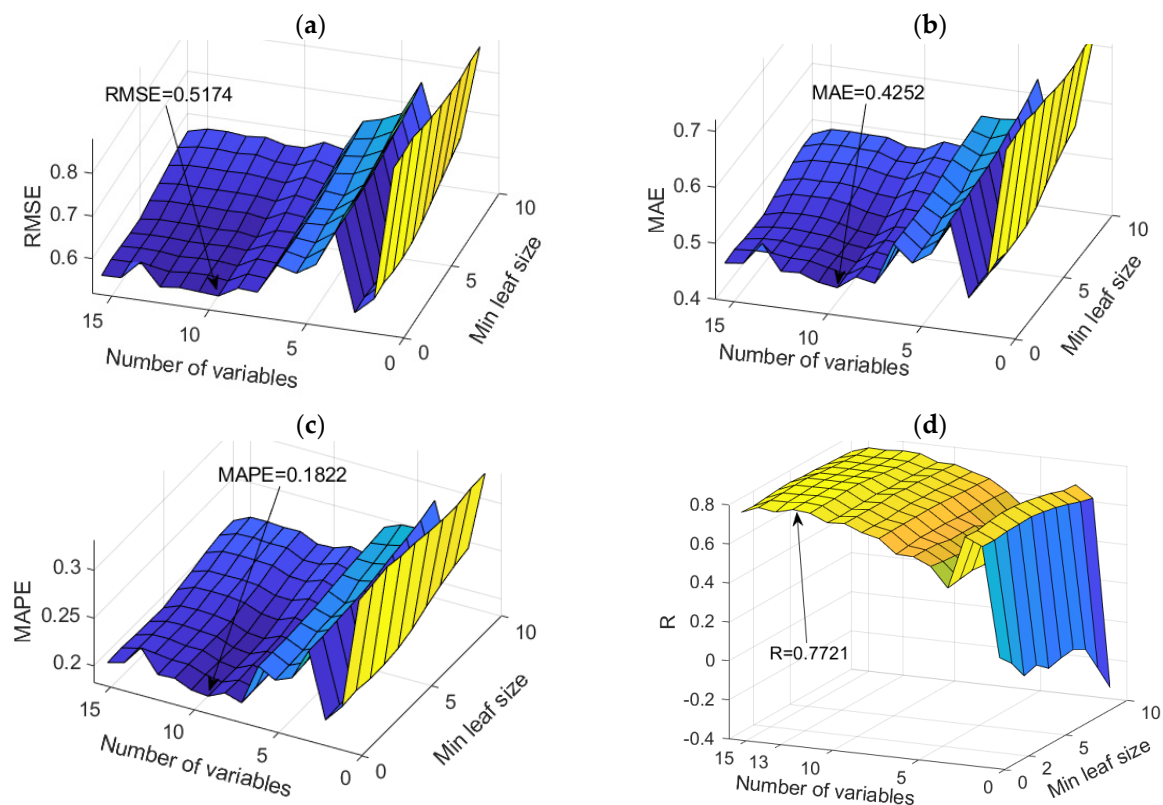 (a)
RMSE=0.5174
RMSE
0.8
0.7
0.6
15
10
5
0
Number of variables
0
5
10
Min leaf size
(b)
MAE=0.4252
MAE
0.7
0.6
0.5
0.4
15
10
5
0
Number of variables
0
5
10
Min leaf size
(c)
MAPE=0.1822
MAPE
0.3
0.25
0.2
15
10
5
0
Number of variables
0
5
10
Min leaf size
(d)
R=0.7721
R
0.8
0.6
0.4
0.2
0
-0.2
-0.4
15
13
10
5
0
Number of variables
0
2
5
10
Min leaf size